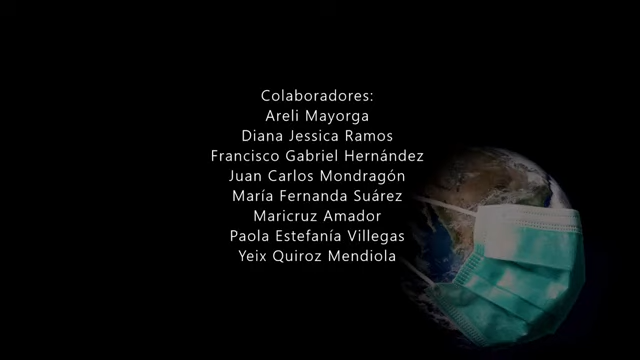 Colaboradores:
Areli Mayorga
Diana Jessica Ramos
Francisco Gabriel Hernández
Juan Carlos Mondragón
María Fernanda Suárez
Maricruz Amador
Paola Estefanía Villegas
Yeix Quiroz Mendiola